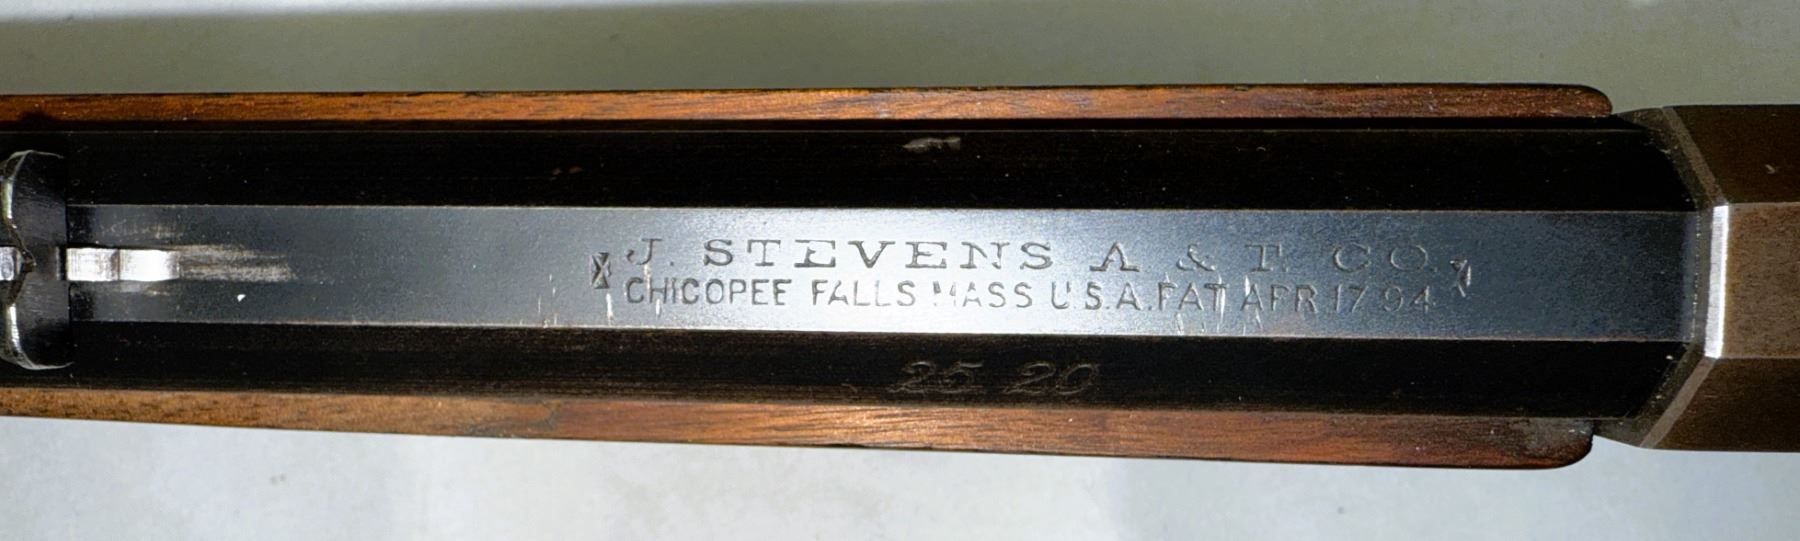 J. STEVENS A. & T. CO.
CHICOPEE FALLS MASS U.S.A. PAT APR 17 94
25 20